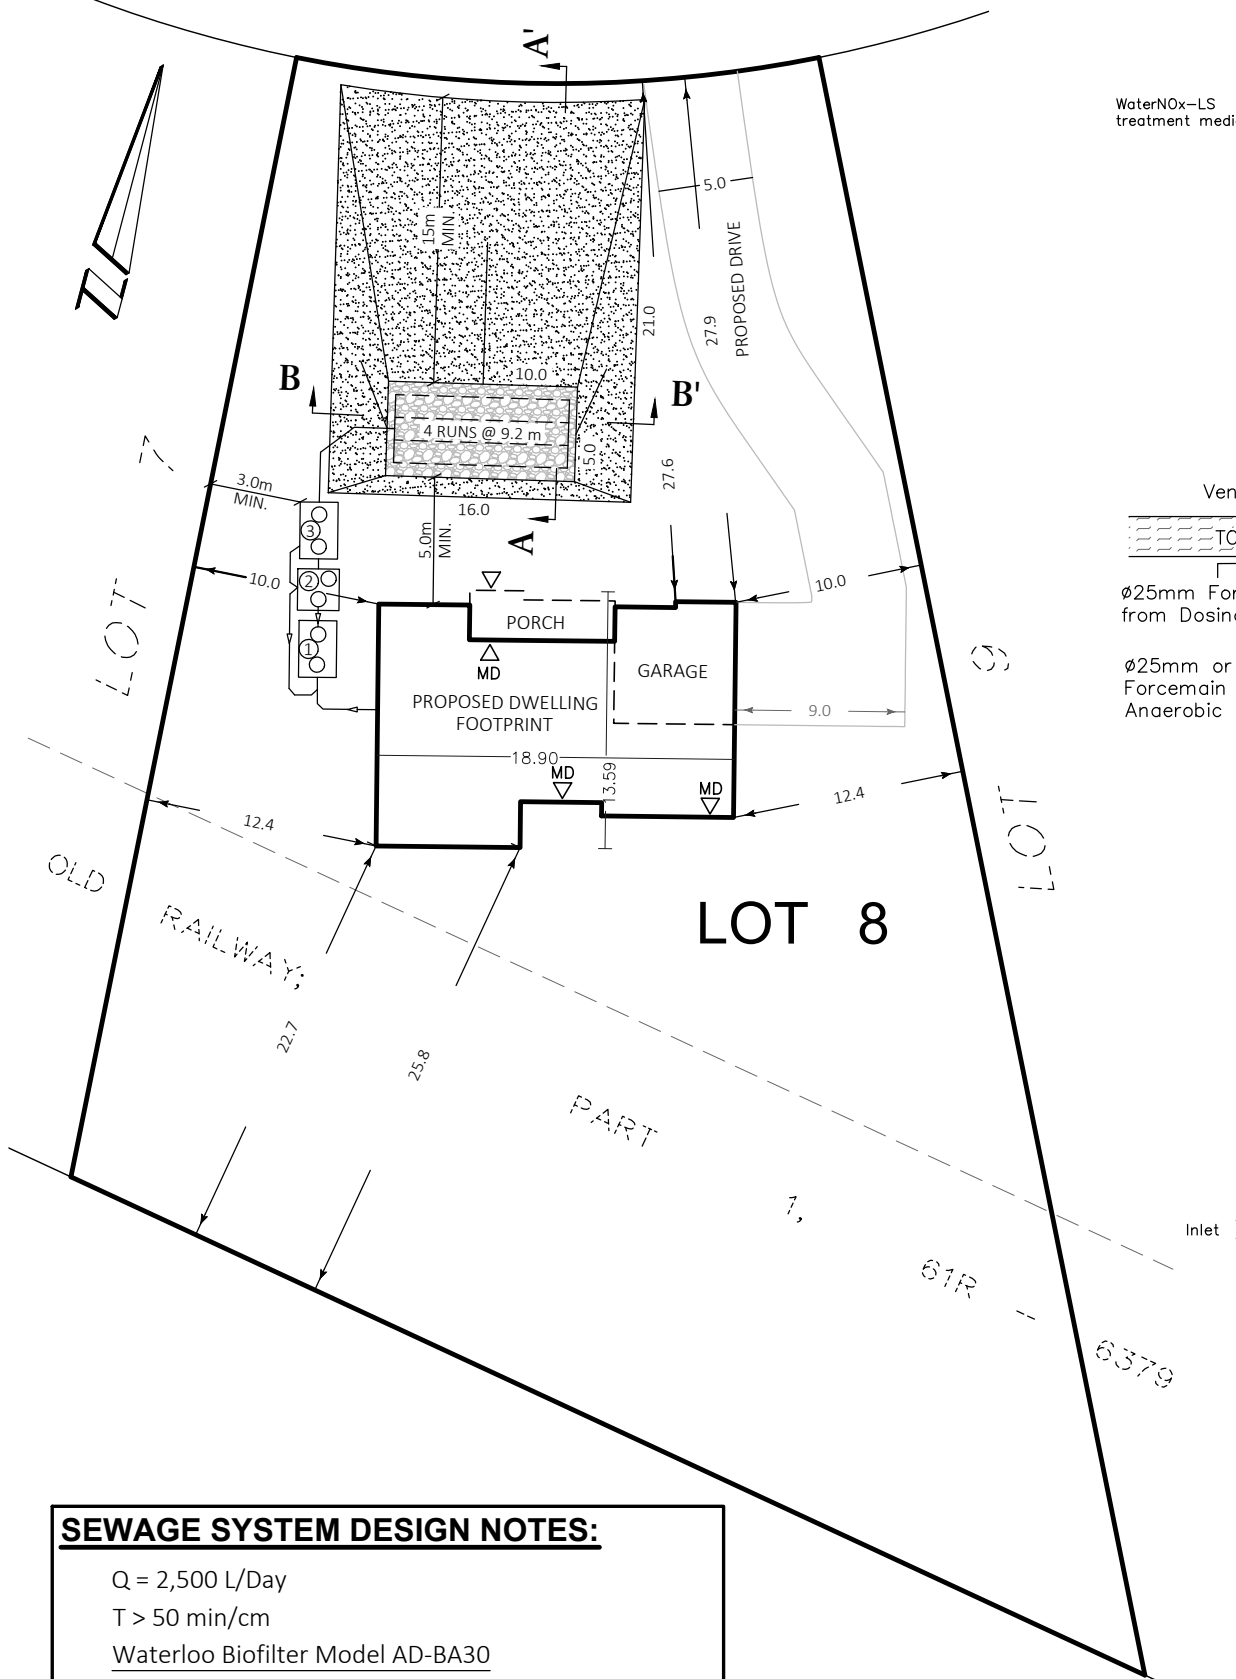 A'
WaterNOx-LS
treatment medi
5.0
15m
MIN.
PROPOSED DRIVE
27.9
21.0
10.0
B
B'
4 RUNS @ 9.2 m
5.0
27.6
3.0m
MIN.
16.0
5.0m
MIN.
A
3
2
1
LOT 7
10.0
10.0
Ven
TO
ø25mm For
from Dosin
ø25mm or
Forcemain
Anaerobic
PORCH
MD
GARAGE
PROPOSED DWELLING
FOOTPRINT
9.0
18.90
13.59
MD
MD
12.4
12.4
LOT 9
LOT 8
OLD RAILWAY; PART 1, 61R -- 6379
22.7
25.8
Inlet
SEWAGE SYSTEM DESIGN NOTES:
Q = 2,500 L/Day
T > 50 min/cm
Waterloo Biofilter Model AD-BA30